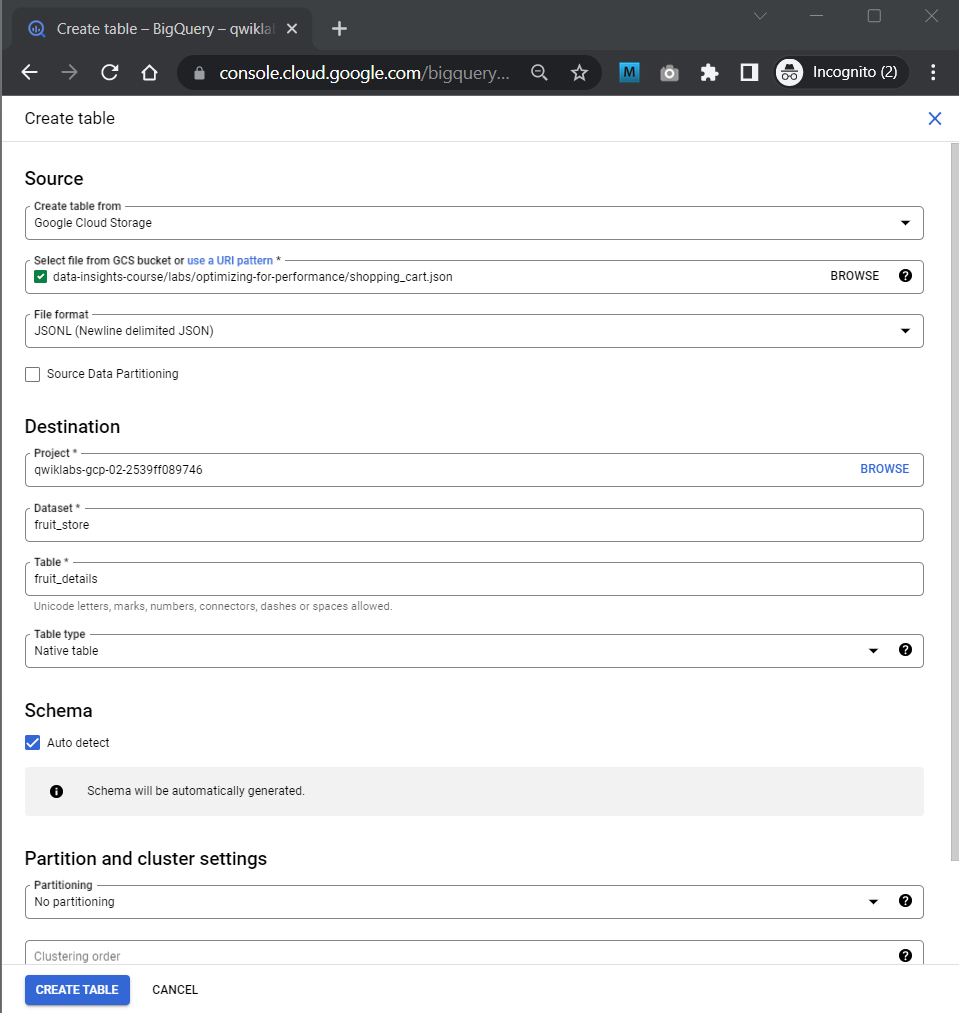 Create table – BigQuery – qwikla
console.cloud.google.com/bigquery...
M
Incognito (2)
Create table
Source
Create table from
Google Cloud Storage
Select file from GCS bucket or use a URI pattern *
data-insights-course/labs/optimizing-for-performance/shopping_cart.json
BROWSE
File format
JSONL (Newline delimited JSON)
Source Data Partitioning
Destination
Project *
qwiklabs-gcp-02-2539ff089746
BROWSE
Dataset *
fruit_store
Table *
fruit_details
Unicode letters, marks, numbers, connectors, dashes or spaces allowed.
Table type
Native table
Schema
Auto detect
Schema will be automatically generated.
Partition and cluster settings
Partitioning
No partitioning
Clustering order
CREATE TABLE
CANCEL